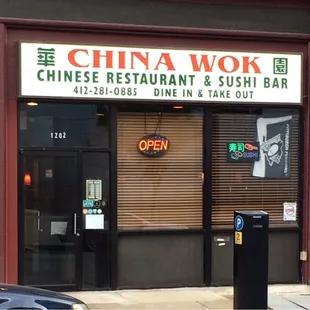 華 CHINA WOK 園
CHINESE RESTAURANT & SUSHI BAR
412-281-0885 DINE IN & TAKE OUT
1202
OPEN
寿司
SUSHI
P